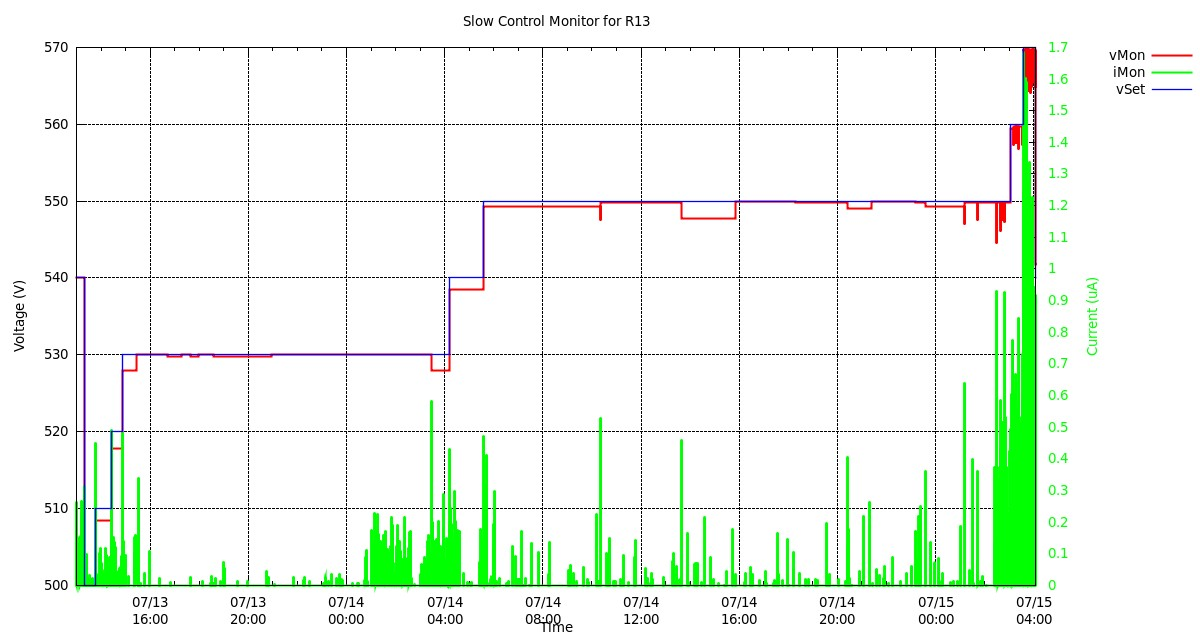 Slow Control Monitor for R13
vMon
iMon
vSet
Voltage (V)
570
560
550
540
530
520
510
500
1.7
1.6
1.5
1.4
1.3
1.2
1.1
1
0.9
0.8
0.7
0.6
0.5
0.4
0.3
0.2
0.1
0
Current (uA)
07/13 07/13 07/14 07/14 07/14 07/14 07/14 07/14 07/15 07/15
16:00 20:00 00:00 04:00 08:00 12:00 16:00 20:00 00:00 04:00
Time